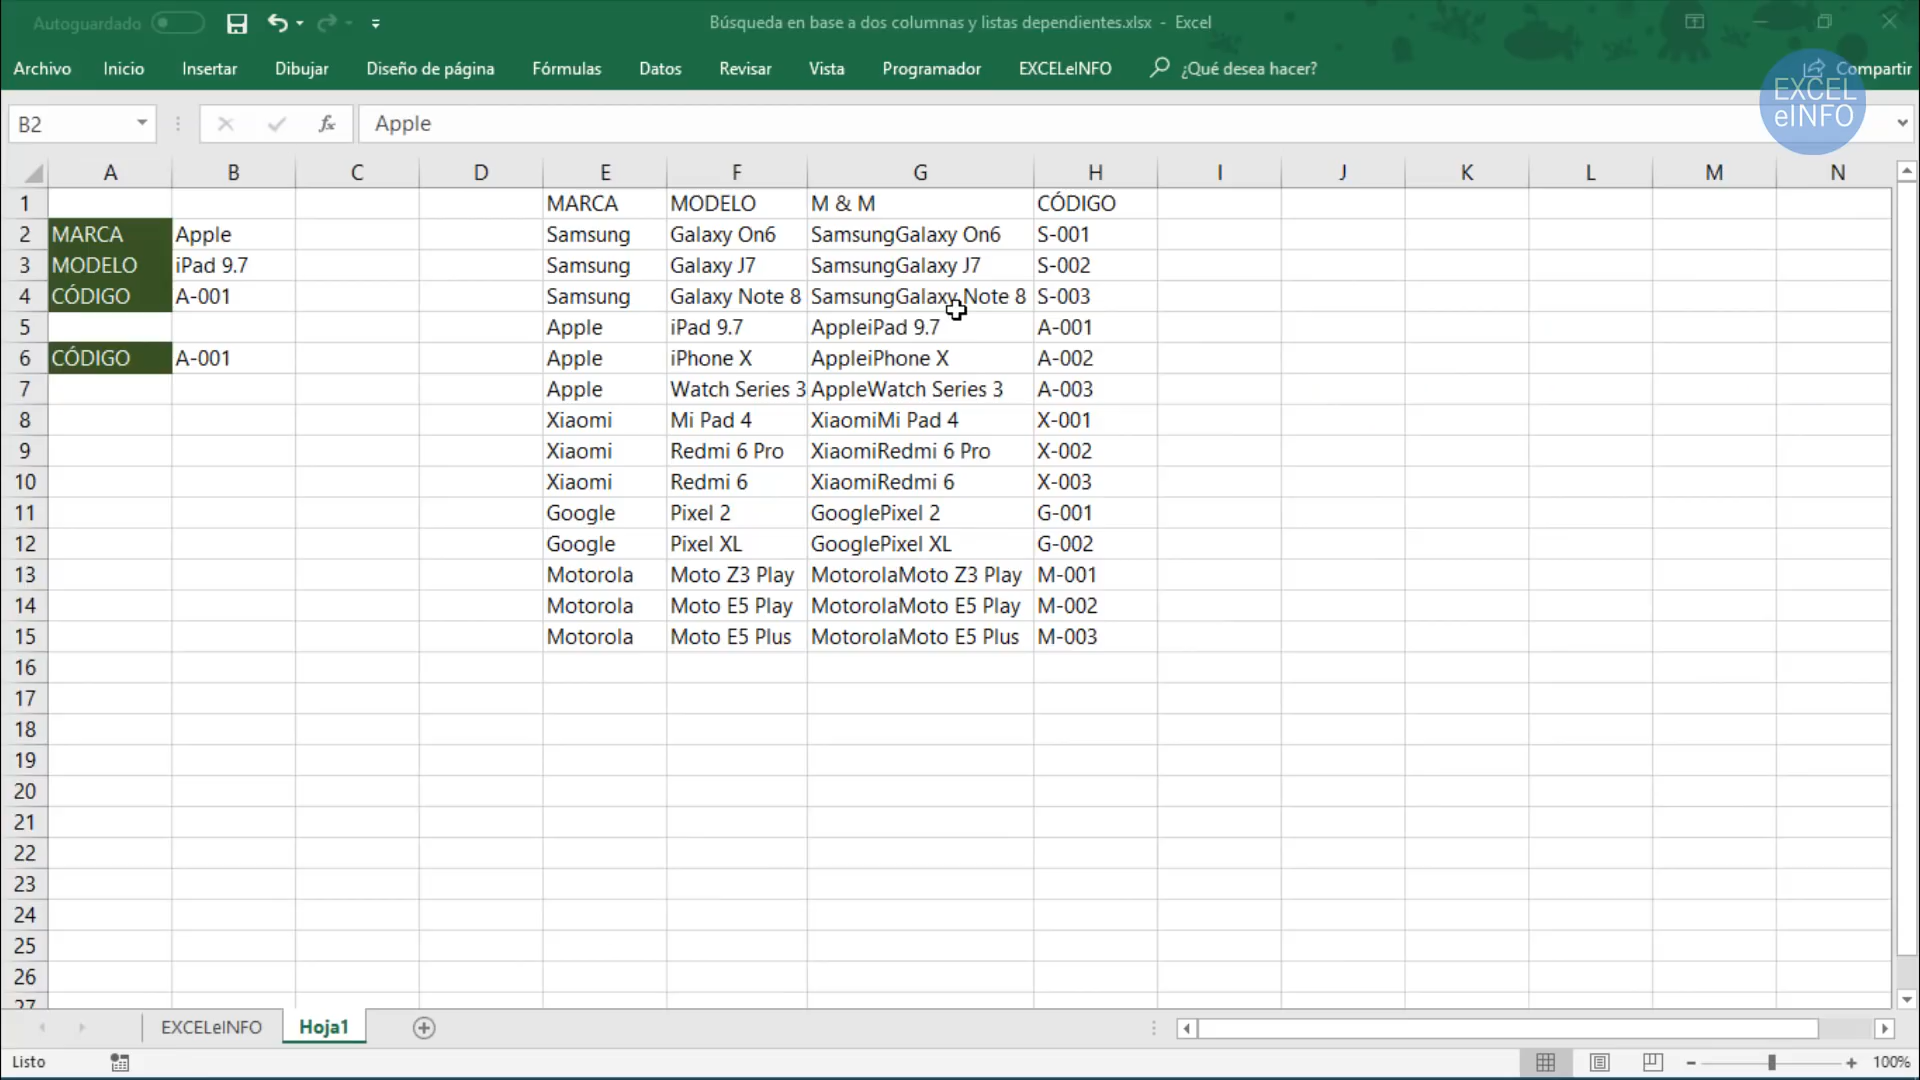 Autoguardado
Búsqueda en base a dos columnas y listas dependientes.xlsx - Excel
Archivo Inicio Insertar Dibujar Diseño de página Fórmulas Datos Revisar Vista Programador EXCELeINFO ¿Qué desea hacer? Compartir
EXCEL
eINFO
B2 fx Apple
A B C D E F G H I J K L M N
1 MARCA MODELO M & M CÓDIGO
2 MARCA Apple Samsung Galaxy On6 SamsungGalaxy On6 S-001
3 MODELO iPad 9.7 Samsung Galaxy J7 SamsungGalaxy J7 S-002
4 CÓDIGO A-001 Samsung Galaxy Note 8 SamsungGalaxy Note 8 S-003
5 Apple iPad 9.7 AppleiPad 9.7 A-001
6 CÓDIGO A-001 Apple iPhone X AppleiPhone X A-002
7 Apple Watch Series 3 AppleWatch Series 3 A-003
8 Xiaomi Mi Pad 4 XiaomiMi Pad 4 X-001
9 Xiaomi Redmi 6 Pro XiaomiRedmi 6 Pro X-002
10 Xiaomi Redmi 6 XiaomiRedmi 6 X-003
11 Google Pixel 2 GooglePixel 2 G-001
12 Google Pixel XL GooglePixel XL G-002
13 Motorola Moto Z3 Play MotorolaMoto Z3 Play M-001
14 Motorola Moto E5 Play MotorolaMoto E5 Play M-002
15 Motorola Moto E5 Plus MotorolaMoto E5 Plus M-003
16
17
18
19
20
21
22
23
24
25
26
27
EXCELeINFO Hoja1
Listo 100%